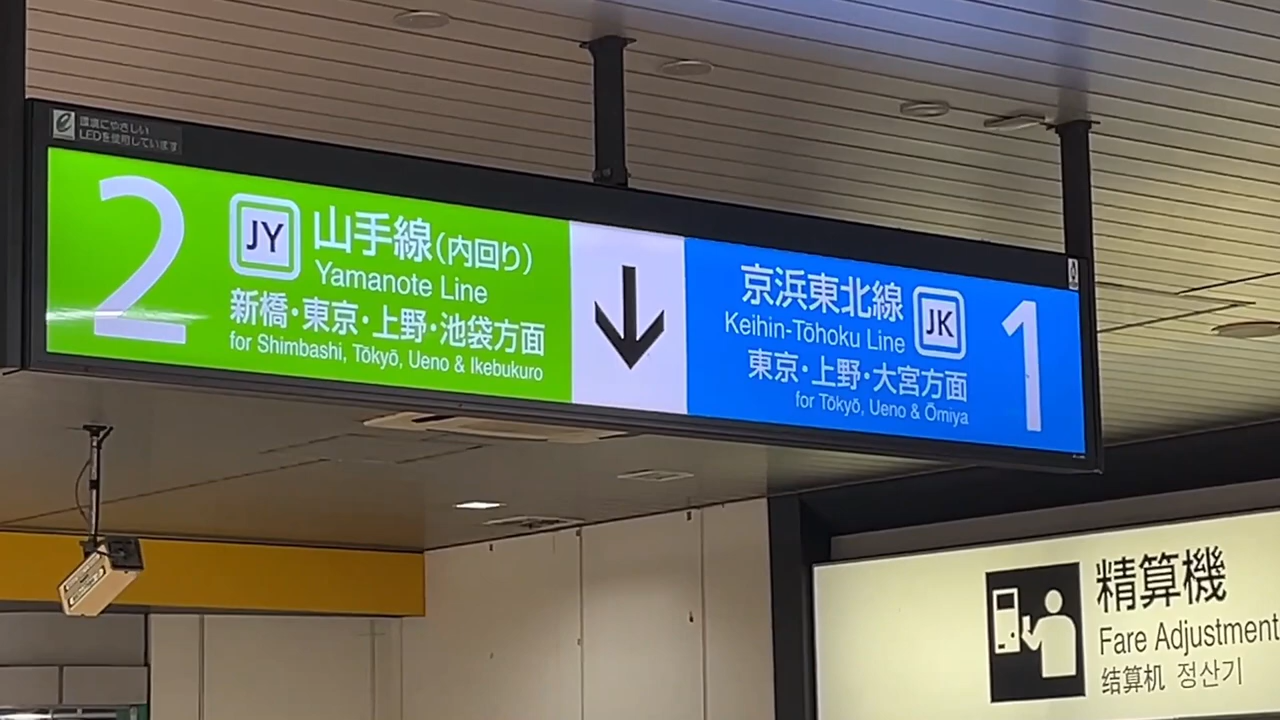 環境にやさしい
LEDを使用しています
2
JY
山手線(内回り)
Yamanote Line
新橋・東京・上野・池袋方面
for Shimbashi, Tōkyō, Ueno & Ikebukuro
京浜東北線
Keihin-Tōhoku Line
JK
1
東京・上野・大宮方面
for Tōkyō, Ueno & Ōmiya
精算機
Fare Adjustment
结算机 정산기